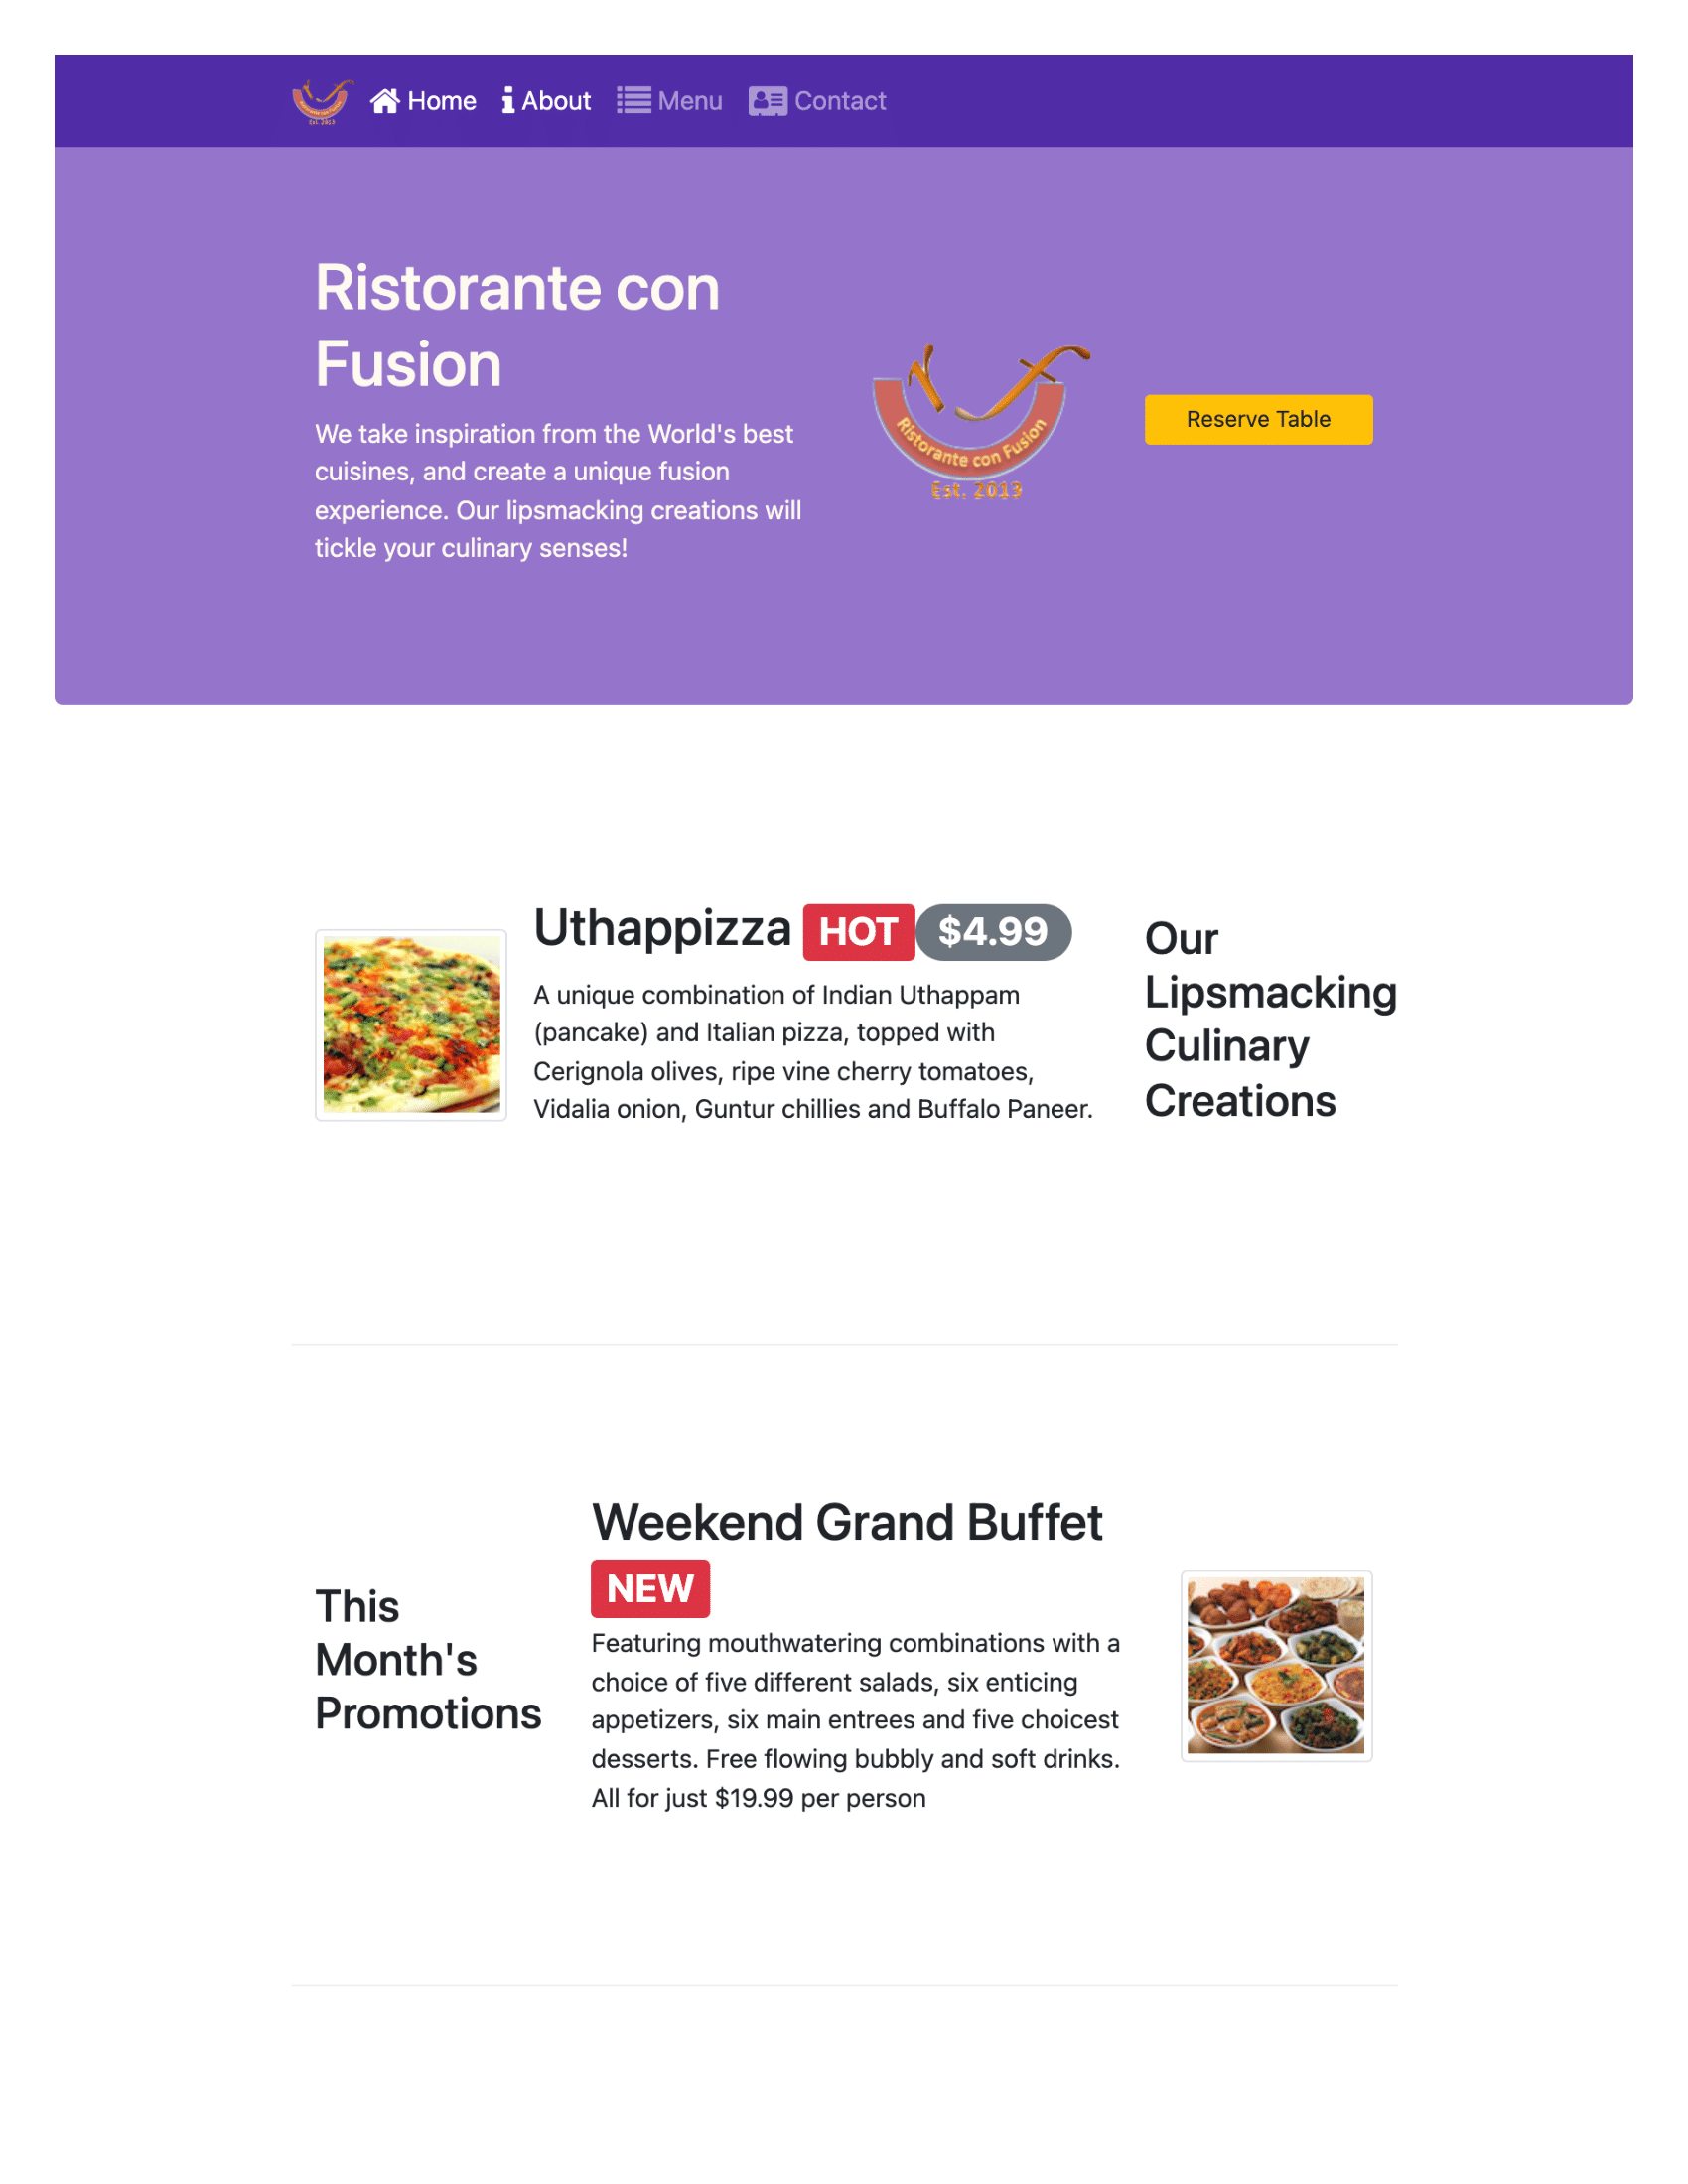 Home About Menu Contact
Ristorante con
Fusion
We take inspiration from the World's best
cuisines, and create a unique fusion
experience. Our lipsmacking creations will
tickle your culinary senses!
Ristorante con Fusion
Est. 2013
Reserve Table
Uthappizza HOT $4.99
A unique combination of Indian Uthappam
(pancake) and Italian pizza, topped with
Cerignola olives, ripe vine cherry tomatoes,
Vidalia onion, Guntur chillies and Buffalo Paneer.
Our
Lipsmacking
Culinary
Creations
This
Month's
Promotions
Weekend Grand Buffet
NEW
Featuring mouthwatering combinations with a
choice of five different salads, six enticing
appetizers, six main entrees and five choicest
desserts. Free flowing bubbly and soft drinks.
All for just $19.99 per person